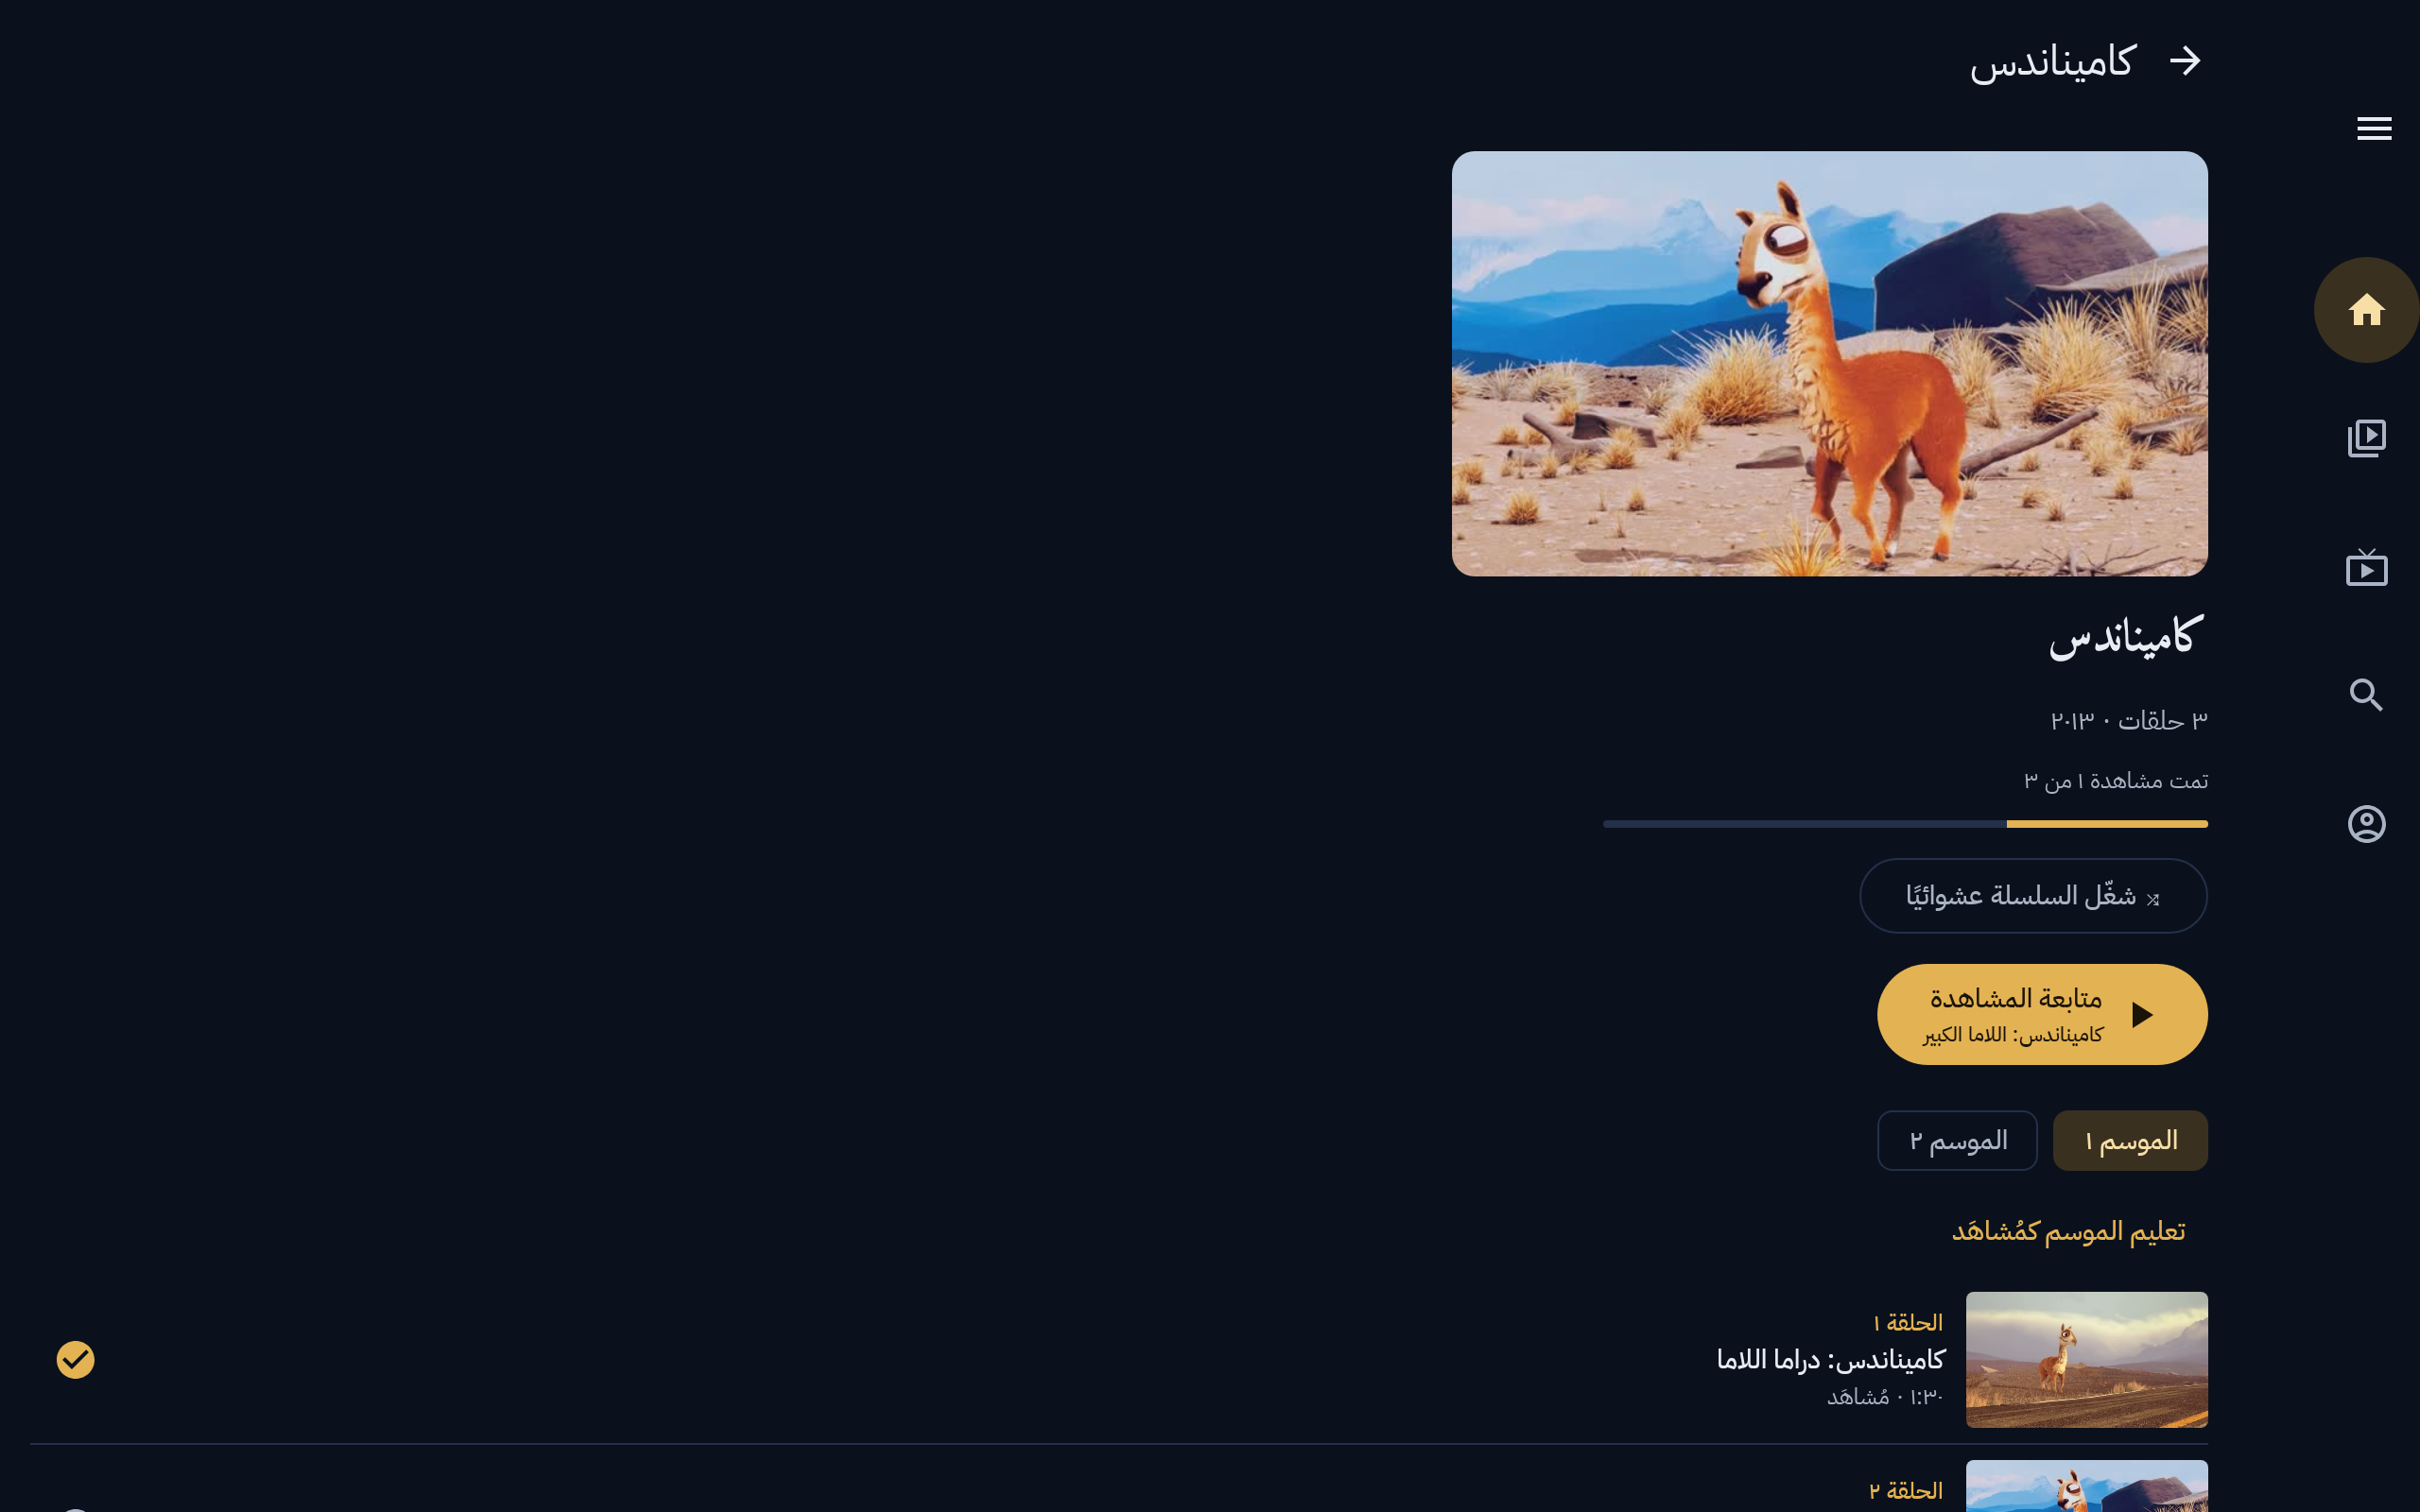 كاميناندس
كاميناندس
٣ حلقات · ٢٠١٣
تمت مشاهدة ١ من ٣
شغّل السلسلة عشوائيًا
متابعة المشاهدة
كاميناندس: اللاما الكبير
الموسم ١
الموسم ٢
تعليم الموسم كمُشاهَد
الحلقة ١
كاميناندس: دراما اللاما
١:٣٠ · مُشاهَد
الحلقة ٢